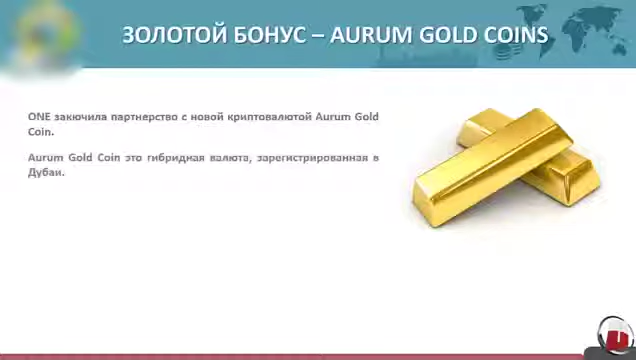 ЗОЛОТОЙ БОНУС – AURUM GOLD COINS
ONE закючила партнерство с новой криптовалютой Aurum Gold
Coin.
Aurum Gold Coin это гибридная валюта, зарегистрированная в
Дубаи.